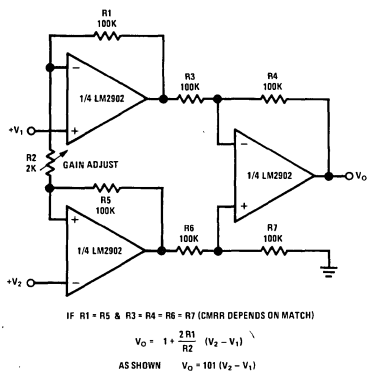 R1
100K
R3
100K
R4
100K
1/4 LM2902
+V1
R2
2K
GAIN ADJUST
1/4 LM2902
VO
R5
100K
R6
100K
R7
100K
1/4 LM2902
+V2
IF R1 = R5 & R3 = R4 = R6 = R7 (CMRR DEPENDS ON MATCH)
VO = 1 + 2R1/R2 (V2 − V1)
AS SHOWN VO = 101 (V2 − V1)